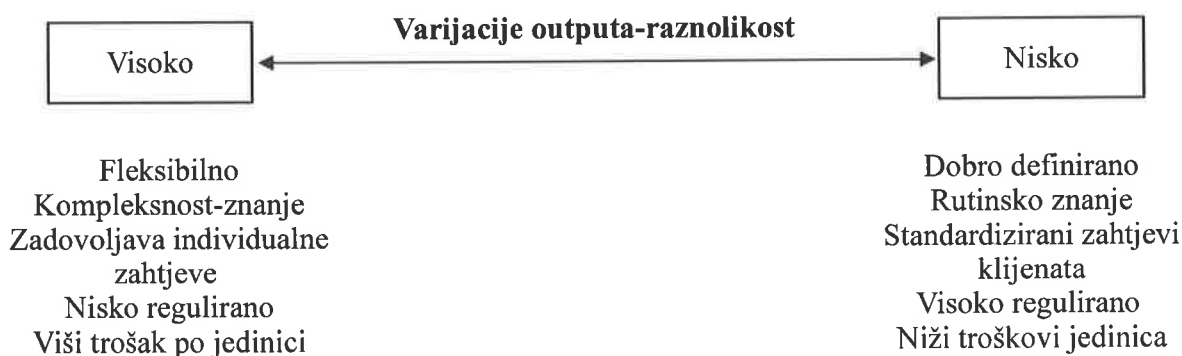 Varijacije outputa-raznolikost
Visoko
Nisko
Fleksibilno
Kompleksnost-znanje
Zadovoljava individualne
zahtjeve
Nisko regulirano
Viši trošak po jedinici
Dobro definirano
Rutinsko znanje
Standardizirani zahtjevi
klijenata
Visoko regulirano
Niži troškovi jedinica